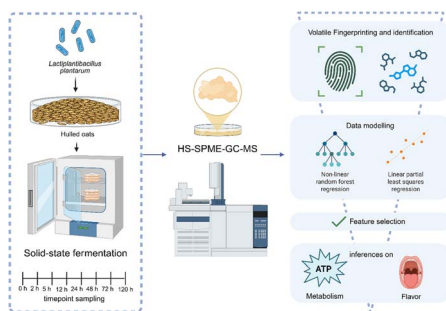 Lactiplantibacillus
plantarum
Hulled oats
Solid-state fermentation
0 h 2 h 5 h 12 h 24 h 48 h 72 h 120 h
timepoint sampling
HS-SPME-GC-MS
Volatile Fingerprinting and identification
Data modelling
Non-linear
random forest
regression
Linear partial
least squares
regression
Feature selection
inferences on
ATP
Metabolism
Flavor